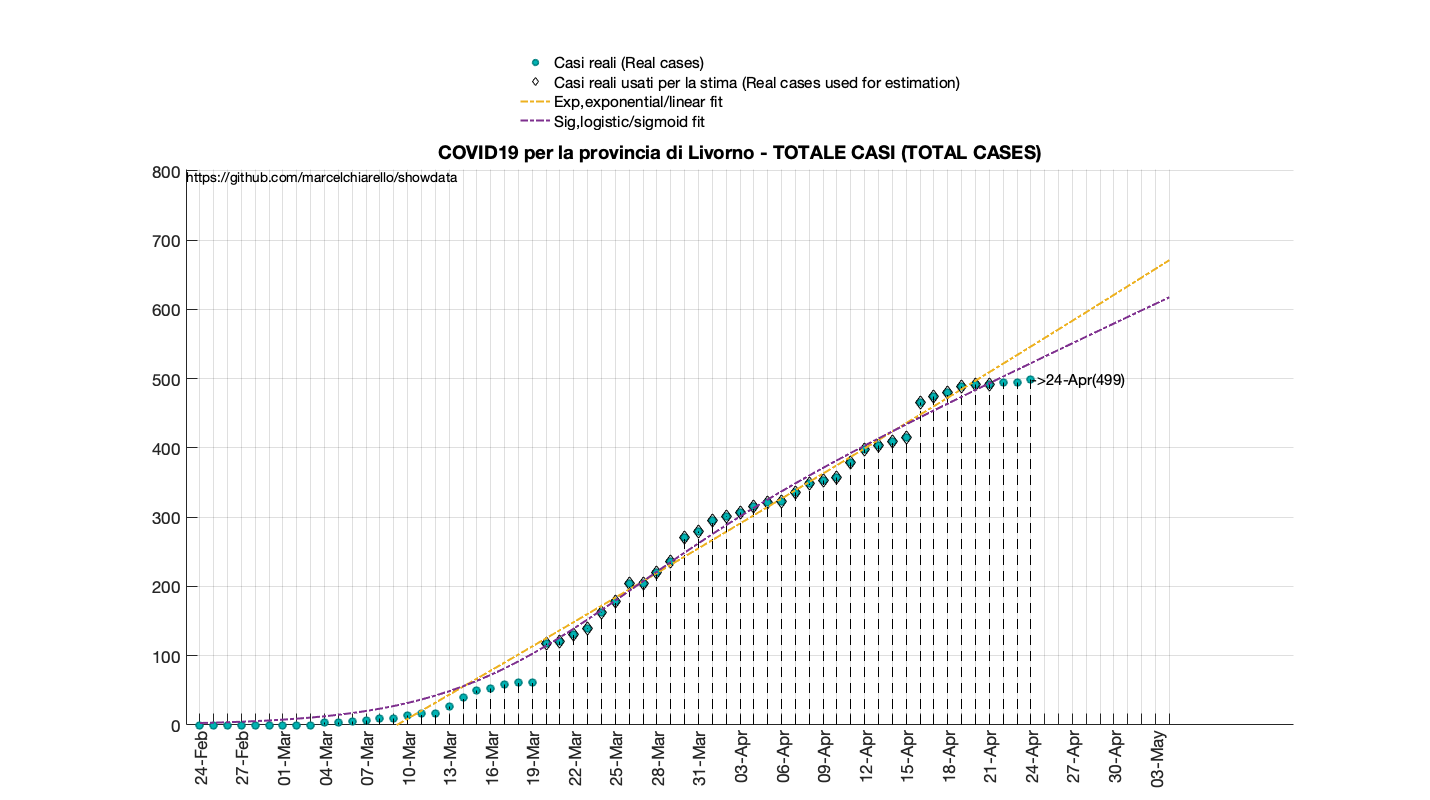 Casi reali (Real cases)
Casi reali usati per la stima (Real cases used for estimation)
Exp,exponential/linear fit
Sig,logistic/sigmoid fit
COVID19 per la provincia di Livorno - TOTALE CASI (TOTAL CASES)
https://github.com/marcelchiarello/showdata
800
700
600
500
400
300
200
100
0
->24-Apr(499)
24-Feb
27-Feb
01-Mar
04-Mar
07-Mar
10-Mar
13-Mar
16-Mar
19-Mar
22-Mar
25-Mar
28-Mar
31-Mar
03-Apr
06-Apr
09-Apr
12-Apr
15-Apr
18-Apr
21-Apr
24-Apr
27-Apr
30-Apr
03-May